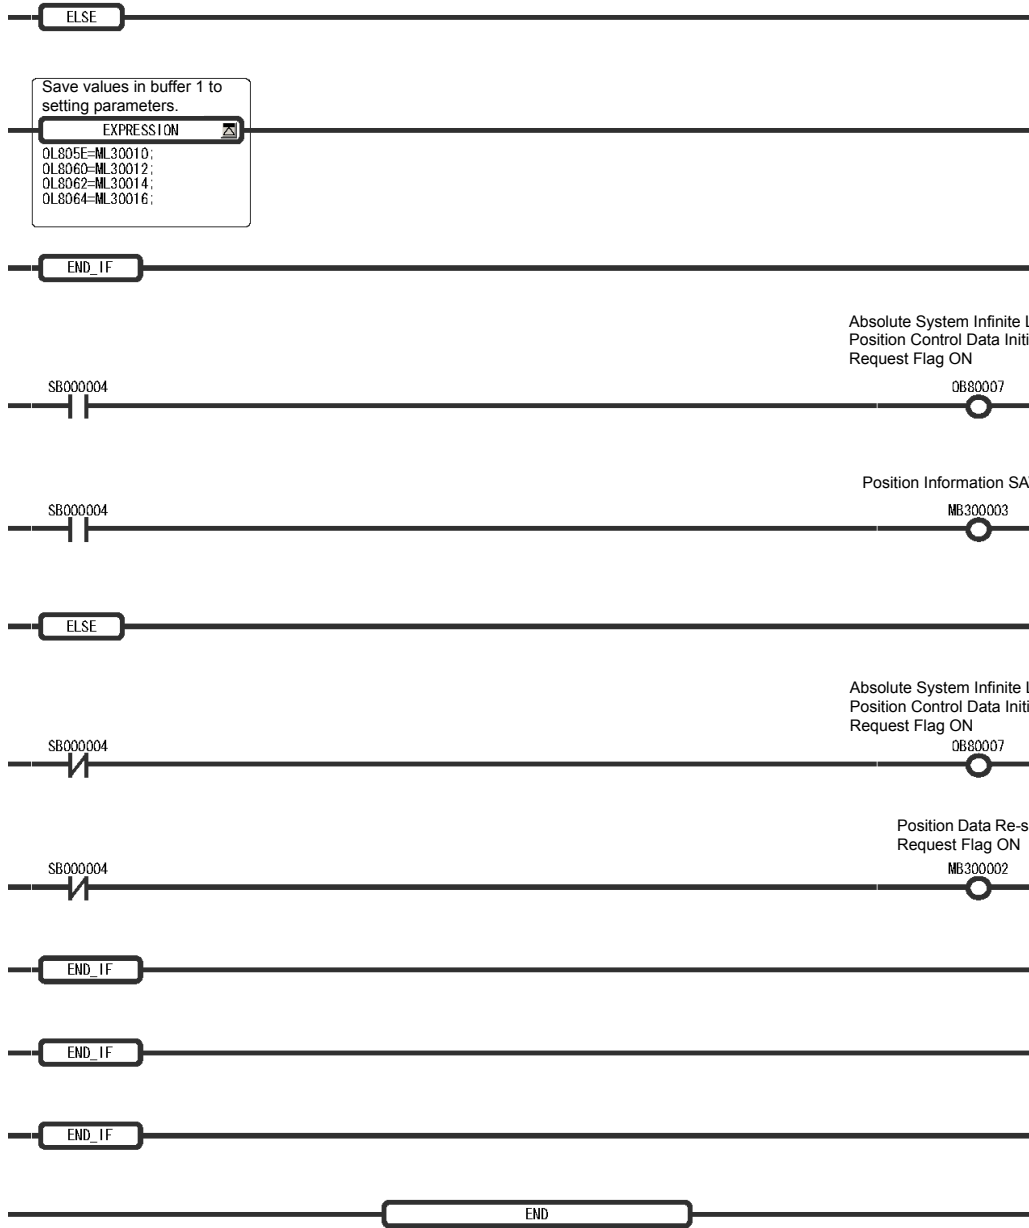 ELSE
Save values in buffer 1 to
setting parameters.
EXPRESSION
OL805E=ML30010;
OL8060=ML30012;
OL8062=ML30014;
OL8064=ML30016;
END_IF
Absolute System Infinite
Position Control Data
Request Flag ON
SB000004
OB80007
Position Information
SB000004
MB300003
ELSE
Absolute System Infinite
Position Control Data
Request Flag ON
SB000004
OB80007
Position Data
Request Flag ON
SB000004
MB300002
END_IF
END_IF
END_IF
END